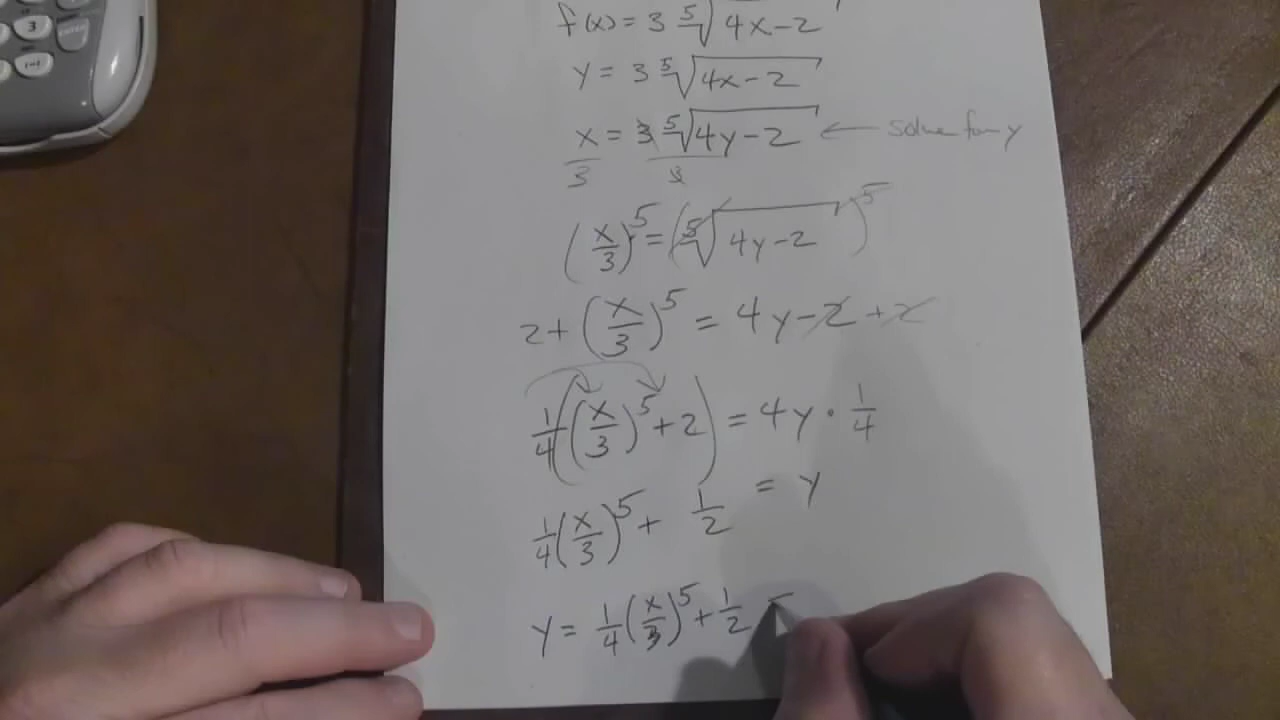 f(x) = 3 ⁵√(4x-2)
y = 3 ⁵√(4x-2)
x/3 = 3 ⁵√(4y-2)/3 ← solve for y
(x/3)⁵ = (⁵√(4y-2))⁵
2 + (x/3)⁵ = 4y - 2 + 2
1/4((x/3)⁵ + 2) = 4y · 1/4
1/4(x/3)⁵ + 1/2 = y
y = 1/4(x/3)⁵ + 1/2
3